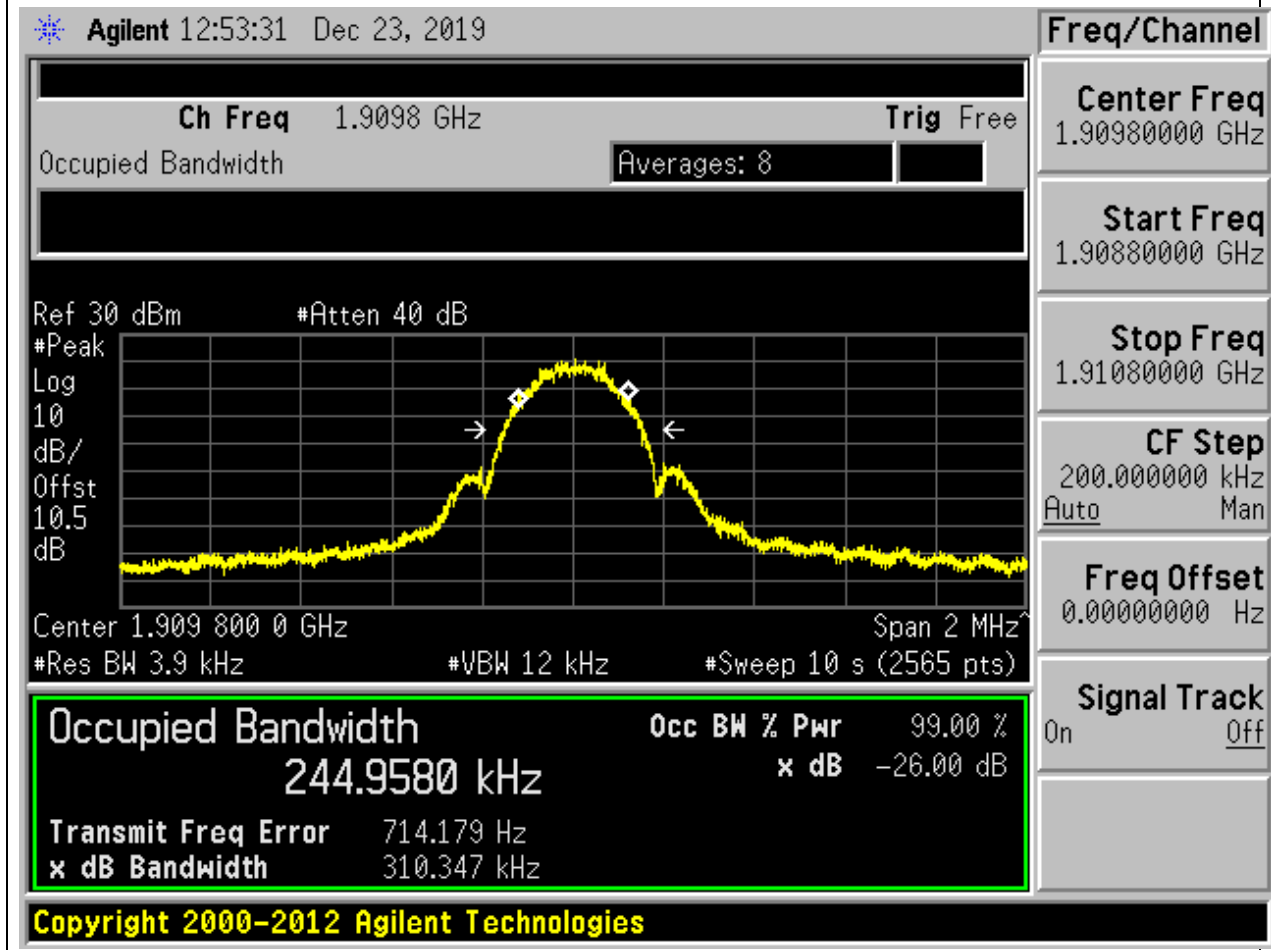 Agilent 12:53:31 Dec 23, 2019
Freq/Channel
Ch Freq 1.9098 GHz Trig Free
Occupied Bandwidth Averages: 8
Ref 30 dBm #Atten 40 dB
#Peak
Log
10
dB/
Offst
10.5
dB
Center 1.909 800 0 GHz Span 2 MHz^
#Res BW 3.9 kHz #VBW 12 kHz #Sweep 10 s (2565 pts)
Occupied Bandwidth Occ BW % Pwr 99.00 %
244.9580 kHz x dB -26.00 dB
Transmit Freq Error 714.179 Hz
x dB Bandwidth 310.347 kHz
Center Freq
1.90980000 GHz
Start Freq
1.90880000 GHz
Stop Freq
1.91080000 GHz
CF Step
200.000000 kHz
Auto Man
Freq Offset
0.00000000 Hz
Signal Track
On Off
Copyright 2000-2012 Agilent Technologies